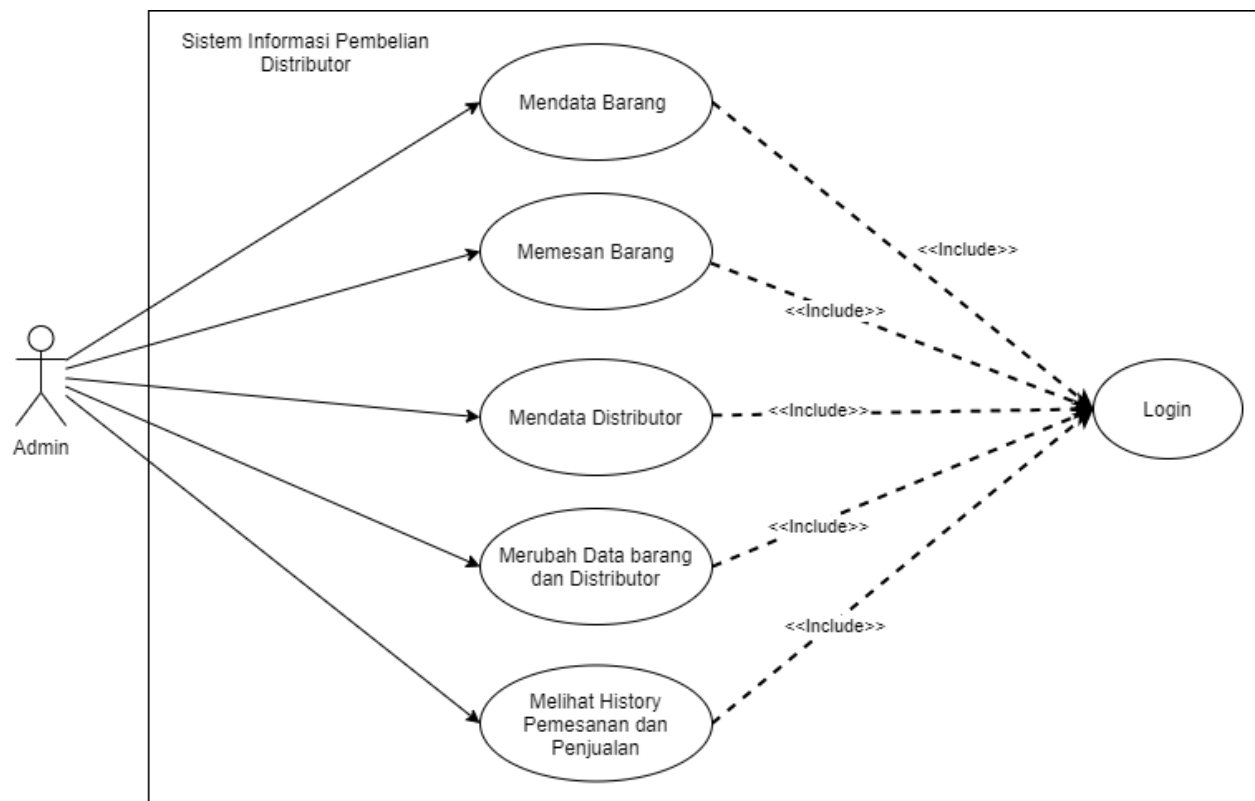 Sistem Informasi Pembelian
Distributor
Mendata Barang
<<Include>>
Memesan Barang
<<Include>>
Admin
Mendata Distributor
<<Include>>
Login
Merubah Data barang
dan Distributor
<<Include>>
Melihat History
Pemesanan dan
Penjualan
<<Include>>